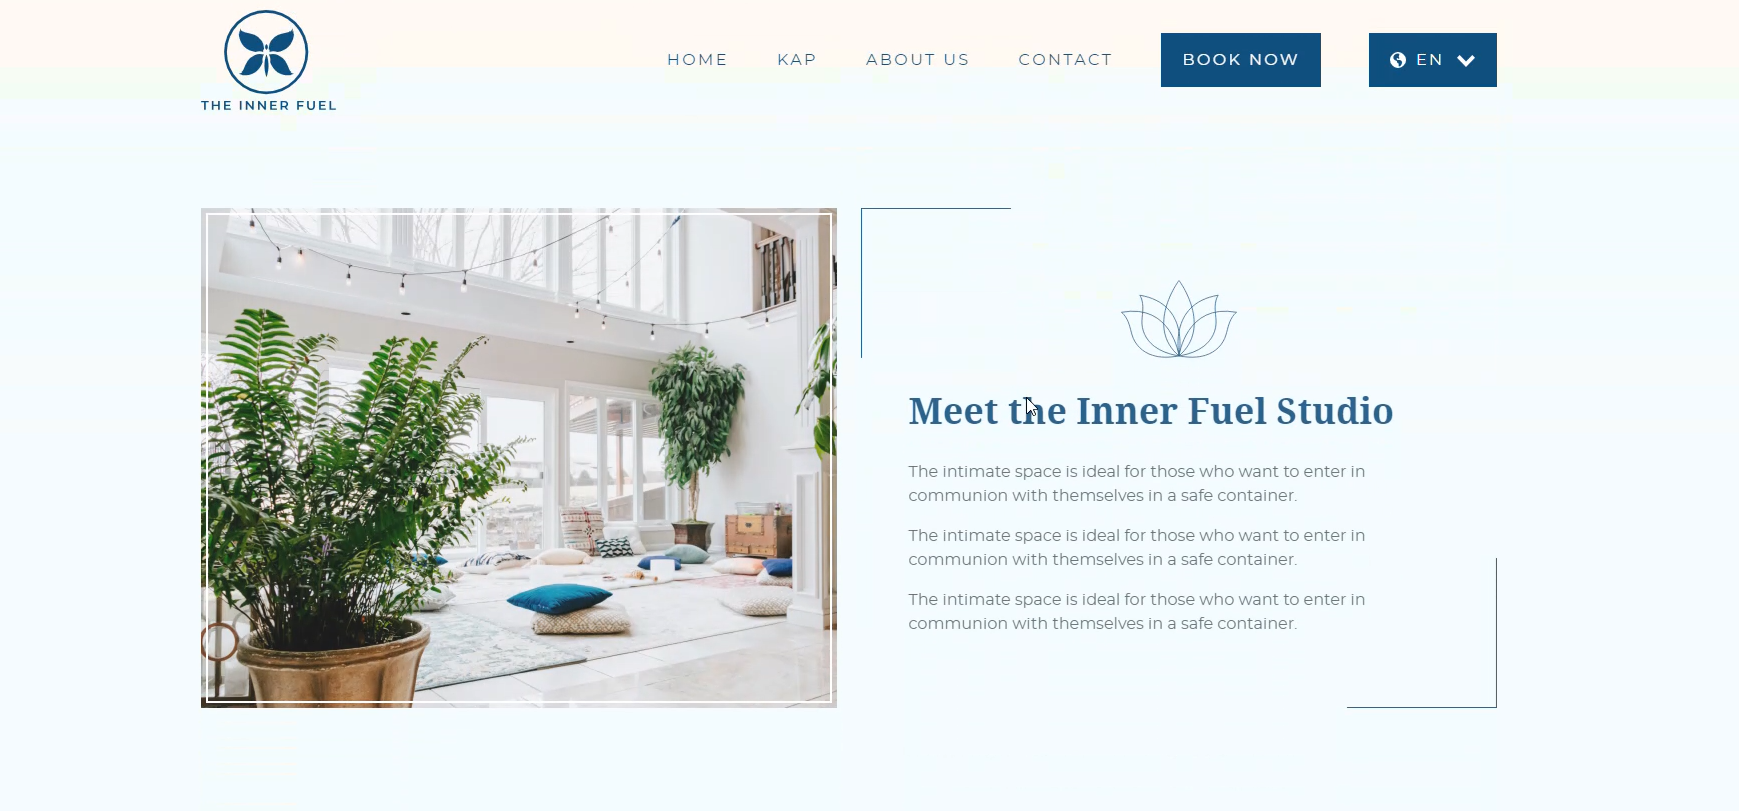 THE INNER FUEL
HOME
KAP
ABOUT US
CONTACT
BOOK NOW
EN
Meet the Inner Fuel Studio
The intimate space is ideal for those who want to enter in
communion with themselves in a safe container.
The intimate space is ideal for those who want to enter in
communion with themselves in a safe container.
The intimate space is ideal for those who want to enter in
communion with themselves in a safe container.